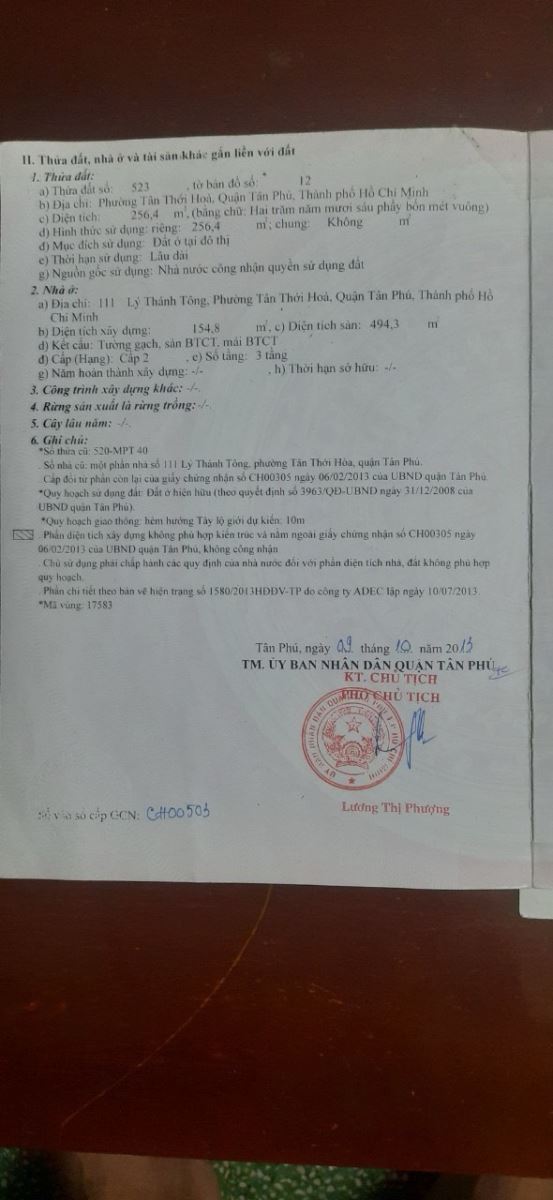 II. Thửa đất, nhà ở và tài sản khác gắn liền với đất
1. Thửa đất:
a) Thửa đất số: 523 , tờ bản đồ số: 12
b) Địa chỉ: Phường Tân Thới Hoà, Quận Tân Phú, Thành phố Hồ Chí Minh
c) Diện tích: 256,4 m², (bằng chữ: Hai trăm năm mươi sáu phẩy bốn mét vuông)
d) Hình thức sử dụng: riêng: 256,4 m²; chung: Không m²
đ) Mục đích sử dụng: Đất ở tại đô thị
e) Thời hạn sử dụng: Lâu dài
g) Nguồn gốc sử dụng: Nhà nước công nhận quyền sử dụng đất
2. Nhà ở:
a) Địa chỉ: 111 Lý Thánh Tông, Phường Tân Thới Hoà, Quận Tân Phú, Thành phố Hồ
Chí Minh
b) Diện tích xây dựng: 154,8 m², c) Diện tích sàn: 494,3 m²
d) Kết cấu: Tường gạch, sàn BTCT, mái BTCT
đ) Cấp (Hạng): Cấp 2 , e) Số tầng: 3 tầng
g) Năm hoàn thành xây dựng: -/- , h) Thời hạn sở hữu: -/-
3. Công trình xây dựng khác: -/-.
4. Rừng sản xuất là rừng trồng: -/-.
5. Cây lâu năm: -/-.
6. Ghi chú:
*Số thửa cũ: 520-MPT 40
. Số nhà cũ: một phần nhà số 111 Lý Thánh Tông, phường Tân Thới Hòa, quận Tân Phú.
. Cấp đổi từ phần còn lại của giấy chứng nhận số CH00305 ngày 06/02/2013 của UBND quận Tân Phú.
*Quy hoạch sử dụng đất: Đất ở hiện hữu (theo quyết định số 3963/QĐ-UBND ngày 31/12/2008 của
UBND quận Tân Phú).
*Quy hoạch giao thông: hẻm hướng Tây lộ giới dự kiến: 10m
. Phần diện tích xây dựng không phù hợp kiến trúc và nằm ngoài giấy chứng nhận số CH00305 ngày
06/02/2013 của UBND quận Tân Phú, không công nhận
. Chủ sử dụng phải chấp hành các quy định của nhà nước đối với phần diện tích nhà, đất không phù hợp
quy hoạch.
. Phần chi tiết theo bản vẽ hiện trạng số 1580/2013HĐĐV-TP do công ty ADEC lập ngày 10/07/2013.
*Mã vùng: 17583
Tân Phú, ngày 09 tháng 10 năm 2013
TM. ỦY BAN NHÂN DÂN QUẬN TÂN PHÚ
KT. CHỦ TỊCH
PHÓ CHỦ TỊCH
Lương Thị Phượng
Số vào sổ cấp GCN: CH00503